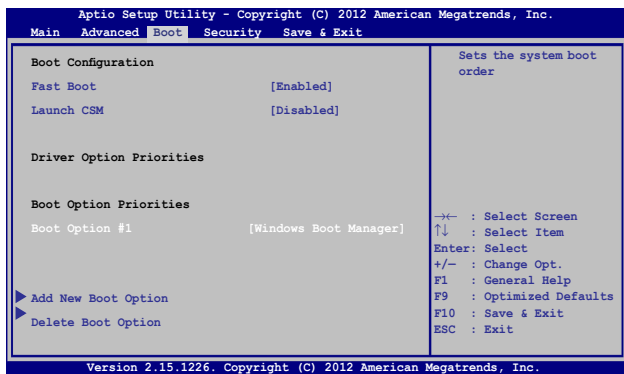 Aptio Setup Utility - Copyright (C) 2012 American Megatrends, Inc.
Main Advanced Boot Security Save & Exit
Boot Configuration
Fast Boot [Enabled]
Launch CSM [Disabled]
Driver Option Priorities
Boot Option Priorities
Boot Option #1 [Windows Boot Manager]
Add New Boot Option
Delete Boot Option
Sets the system boot
order
→← : Select Screen
↑↓ : Select Item
Enter: Select
+/— : Change Opt.
F1 : General Help
F9 : Optimized Defaults
F10 : Save & Exit
ESC : Exit
Version 2.15.1226. Copyright (C) 2012 American Megatrends, Inc.